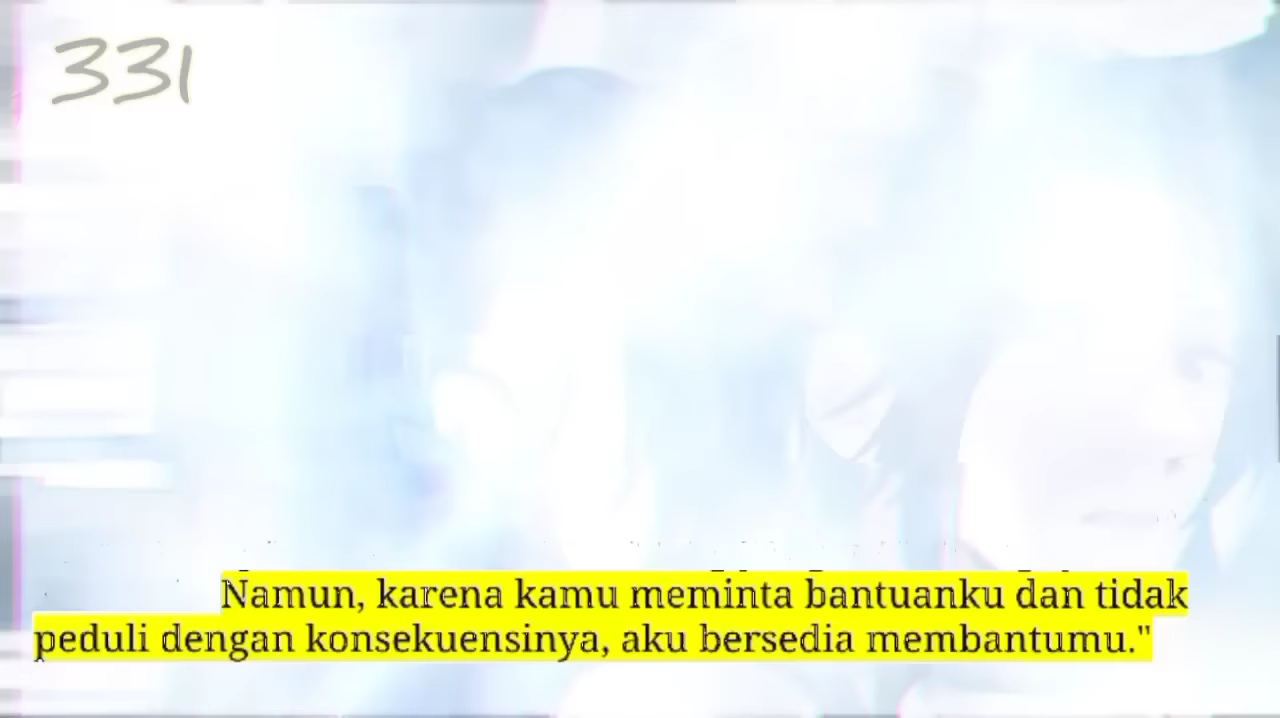 331
Namun, karena kamu meminta bantuanku dan tidak
peduli dengan konsekuensinya, aku bersedia membantumu."